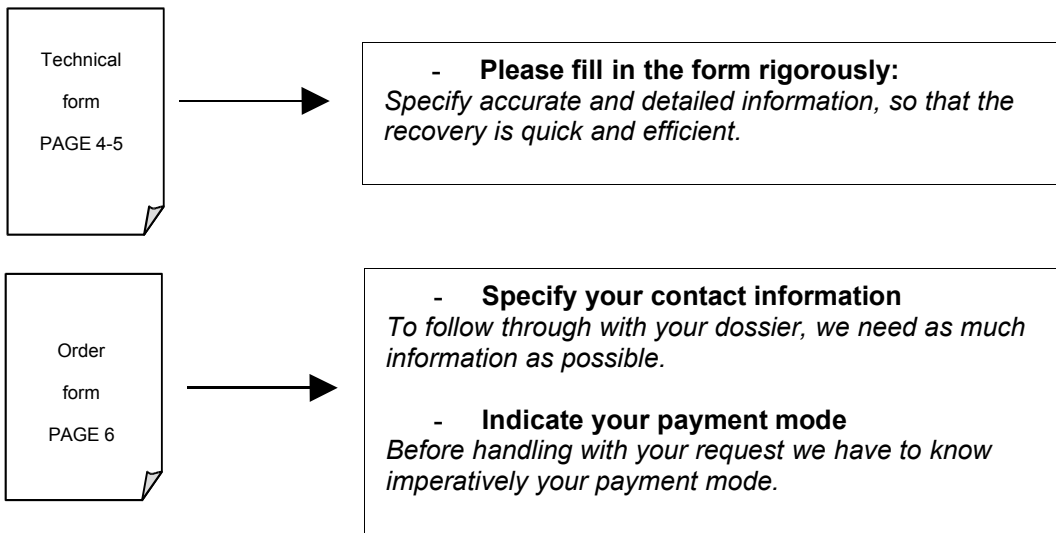 Technical
form
PAGE 4-5
- Please fill in the form rigorously:
Specify accurate and detailed information, so that the
recovery is quick and efficient.
Order
form
PAGE 6
- Specify your contact information
To follow through with your dossier, we need as much
information as possible.
- Indicate your payment mode
Before handling with your request we have to know
imperatively your payment mode.